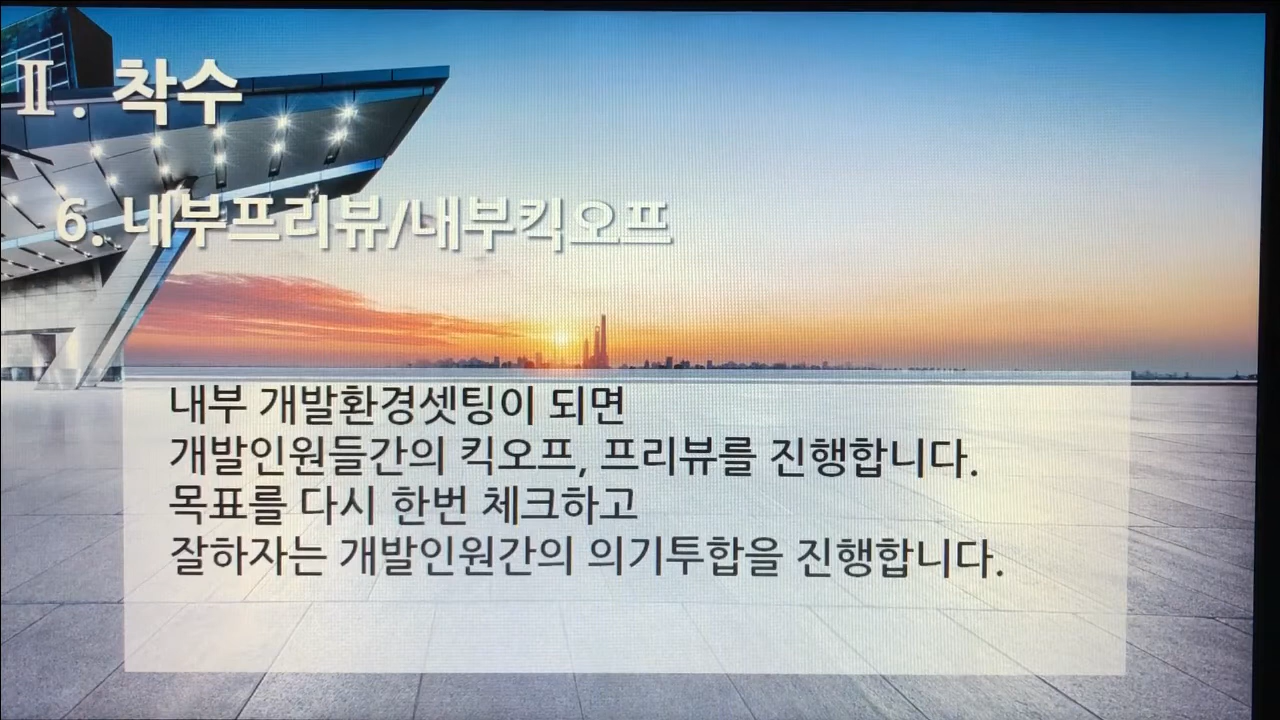 Ⅱ. 착수
6. 내부프리뷰/내부킥오프
내부 개발환경셋팅이 되면
개발인원들간의 킥오프, 프리뷰를 진행합니다.
목표를 다시 한번 체크하고
잘하자는 개발인원간의 의기투합을 진행합니다.